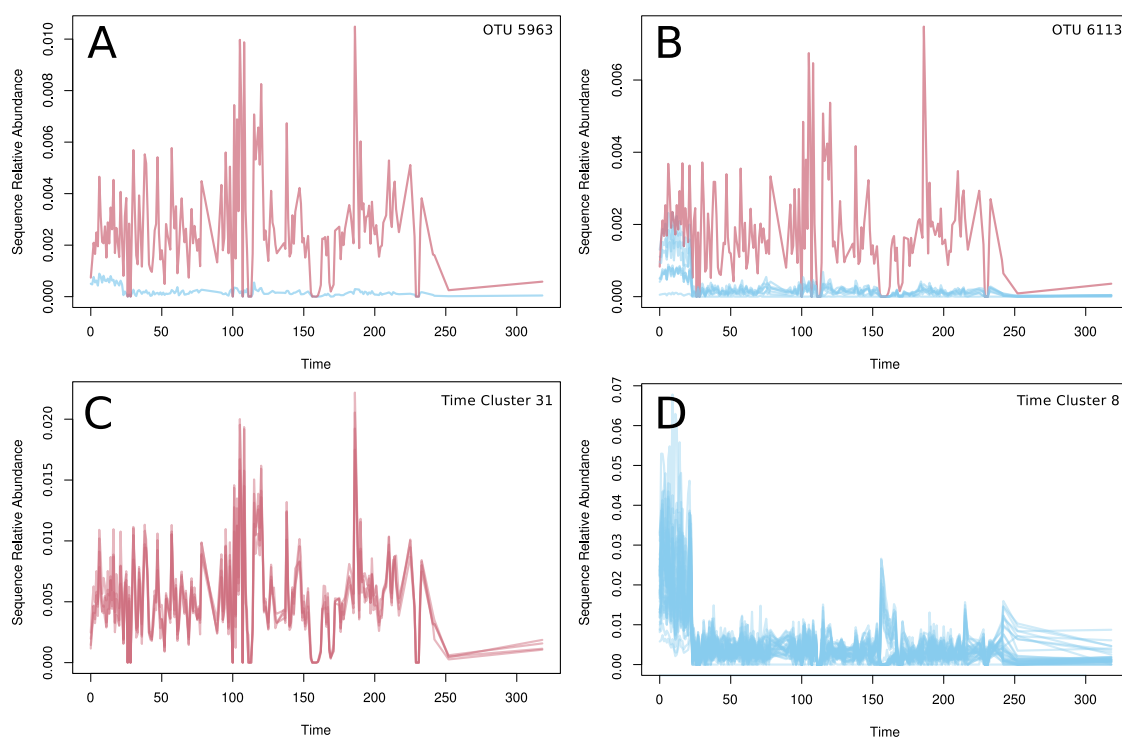 A
OTU 5963
Sequence Relative Abundance
0.000 0.002 0.004 0.006 0.008 0.010
0 50 100 150 200 250 300
Time
B
OTU 6113
Sequence Relative Abundance
0.000 0.002 0.004 0.006
0 50 100 150 200 250 300
Time
C
Time Cluster 31
Sequence Relative Abundance
0.000 0.005 0.010 0.015 0.020
0 50 100 150 200 250 300
Time
D
Time Cluster 8
Sequence Relative Abundance
0.00 0.01 0.02 0.03 0.04 0.05 0.06 0.07
0 50 100 150 200 250 300
Time